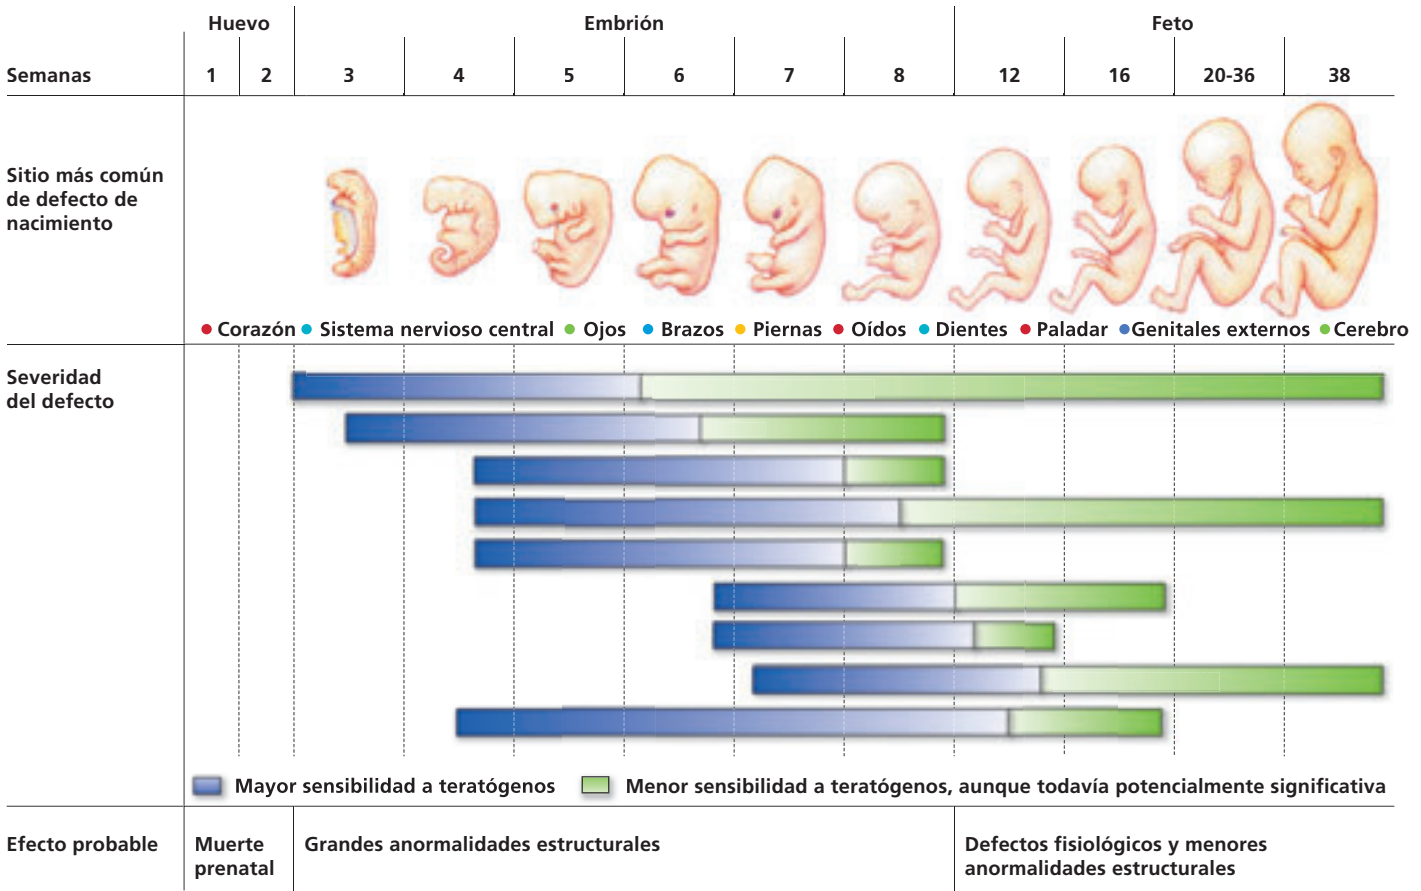 Huevo Embrión Feto
Semanas 1 2 3 4 5 6 7 8 12 16 20-36 38
Sitio más común
de defecto de
nacimiento
Corazón Sistema nervioso central Ojos Brazos Piernas Oídos Dientes Paladar Genitales externos Cerebro
Severidad
del defecto
Mayor sensibilidad a teratógenos Menor sensibilidad a teratógenos, aunque todavía potencialmente significativa
Efecto probable
Muerte
prenatal
Grandes anormalidades estructurales
Defectos fisiológicos y menores
anormalidades estructurales